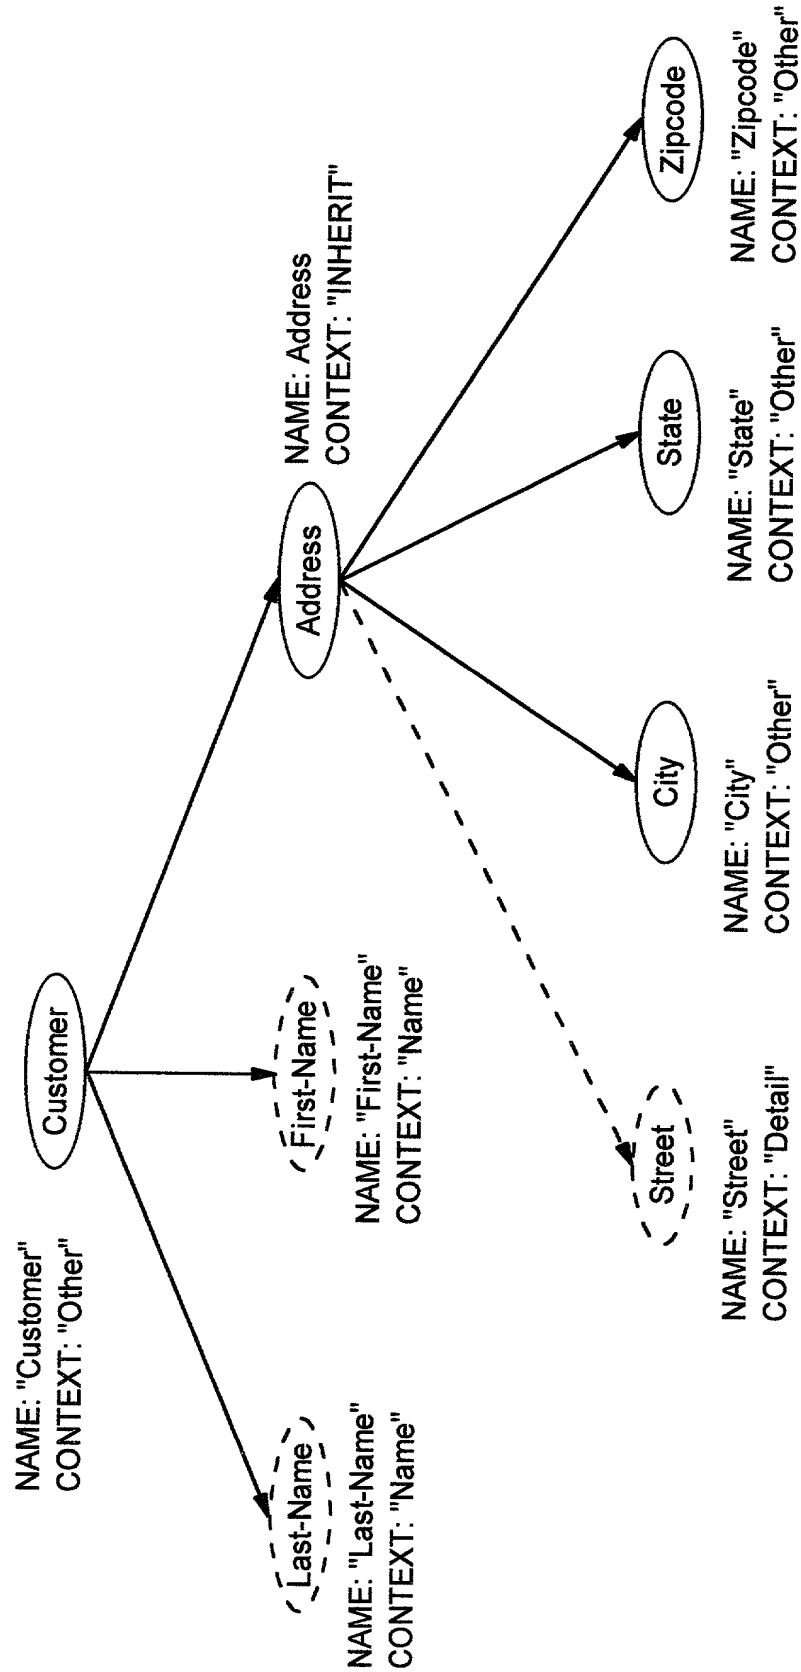 NAME: "Customer"
CONTEXT: "Other"
Customer
Last-Name
NAME: "Last-Name"
CONTEXT: "Name"
First-Name
NAME: "First-Name"
CONTEXT: "Name"
Address
NAME: Address
CONTEXT: "INHERIT"
Street
NAME: "Street"
CONTEXT: "Detail"
City
NAME: "City"
CONTEXT: "Other"
State
NAME: "State"
CONTEXT: "Other"
Zipcode
NAME: "Zipcode"
CONTEXT: "Other"